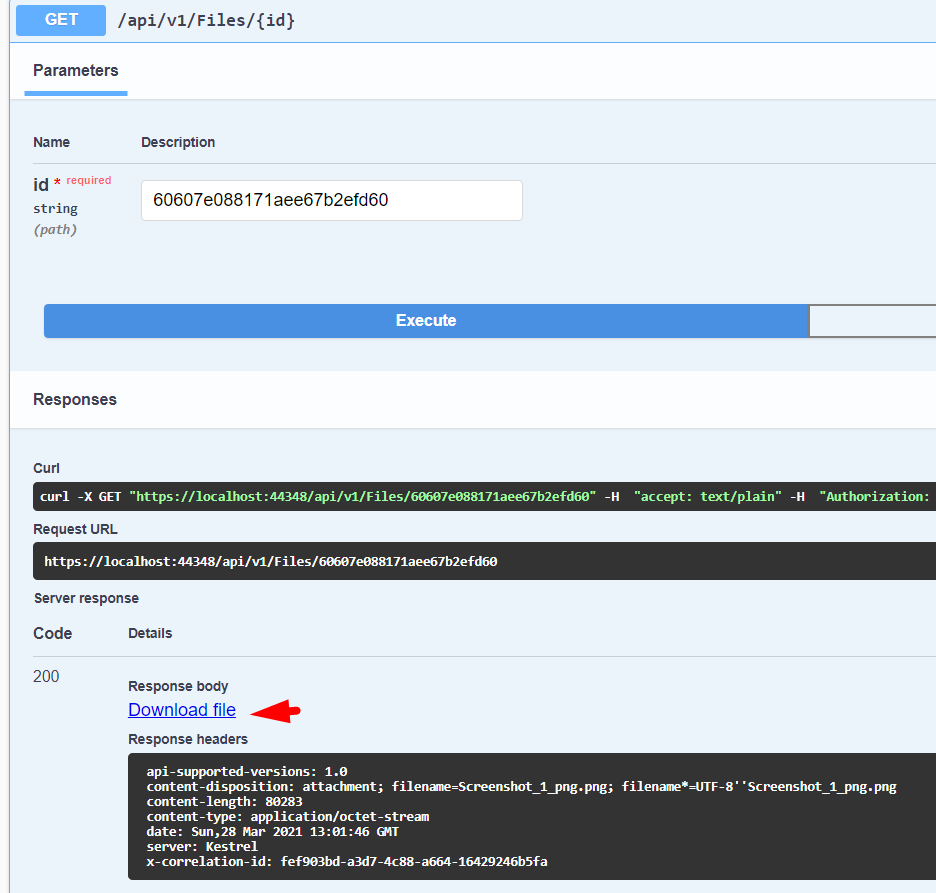 GET /api/v1/Files/{id}
Parameters
Name Description
id * required
string
(path)
60607e088171aee67b2efd60
Execute
Responses
Curl
curl -X GET "https://localhost:44348/api/v1/Files/60607e088171aee67b2efd60" -H  "accept: text/plain" -H  "Authorization:
Request URL
https://localhost:44348/api/v1/Files/60607e088171aee67b2efd60
Server response
Code Details
200
Response body
Download file
Response headers
api-supported-versions: 1.0
content-disposition: attachment; filename=Screenshot_1_png.png; filename*=UTF-8''Screenshot_1_png.png
content-length: 80283
content-type: application/octet-stream
date: Sun,28 Mar 2021 13:01:46 GMT
server: Kestrel
x-correlation-id: fef903bd-a3d7-4c88-a664-16429246b5fa